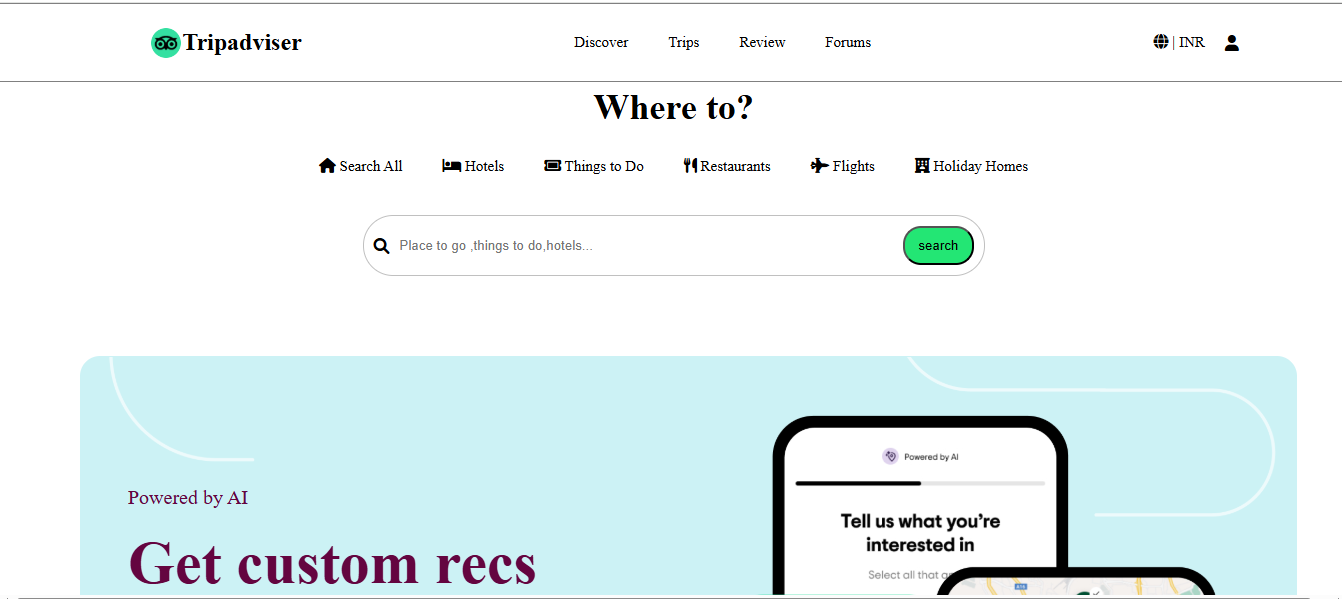 Tripadviser Discover Trips Review Forums | INR
Where to?
Search All Hotels Things to Do Restaurants Flights Holiday Homes
Place to go ,things to do,hotels... search
Powered by AI
Tell us what you're
interested in
Select all that
Powered by AI
Get custom recs